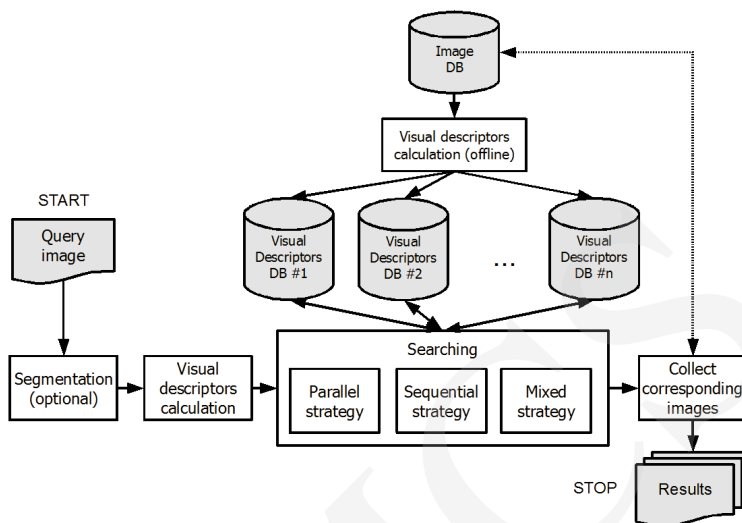 Image
DB
Visual descriptors
calculation (offline)
START
Query
image
Visual
Descriptors
DB #1
Visual
Descriptors
DB #2
...
Visual
Descriptors
DB #n
Searching
Segmentation
(optional)
Visual
descriptors
calculation
Parallel
strategy
Sequential
strategy
Mixed
strategy
Collect
corresponding
images
STOP
Results